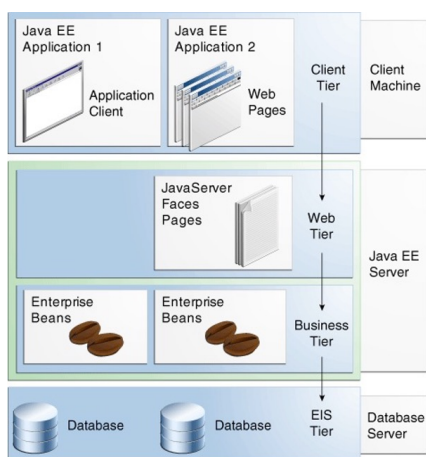 Java EE
Application 1
Java EE
Application 2
Application
Client
Web
Pages
Client
Tier
Client
Machine
JavaServer
Faces
Pages
Web
Tier
Java EE
Server
Enterprise
Beans
Enterprise
Beans
Business
Tier
Database
Database
EIS
Tier
Database
Server